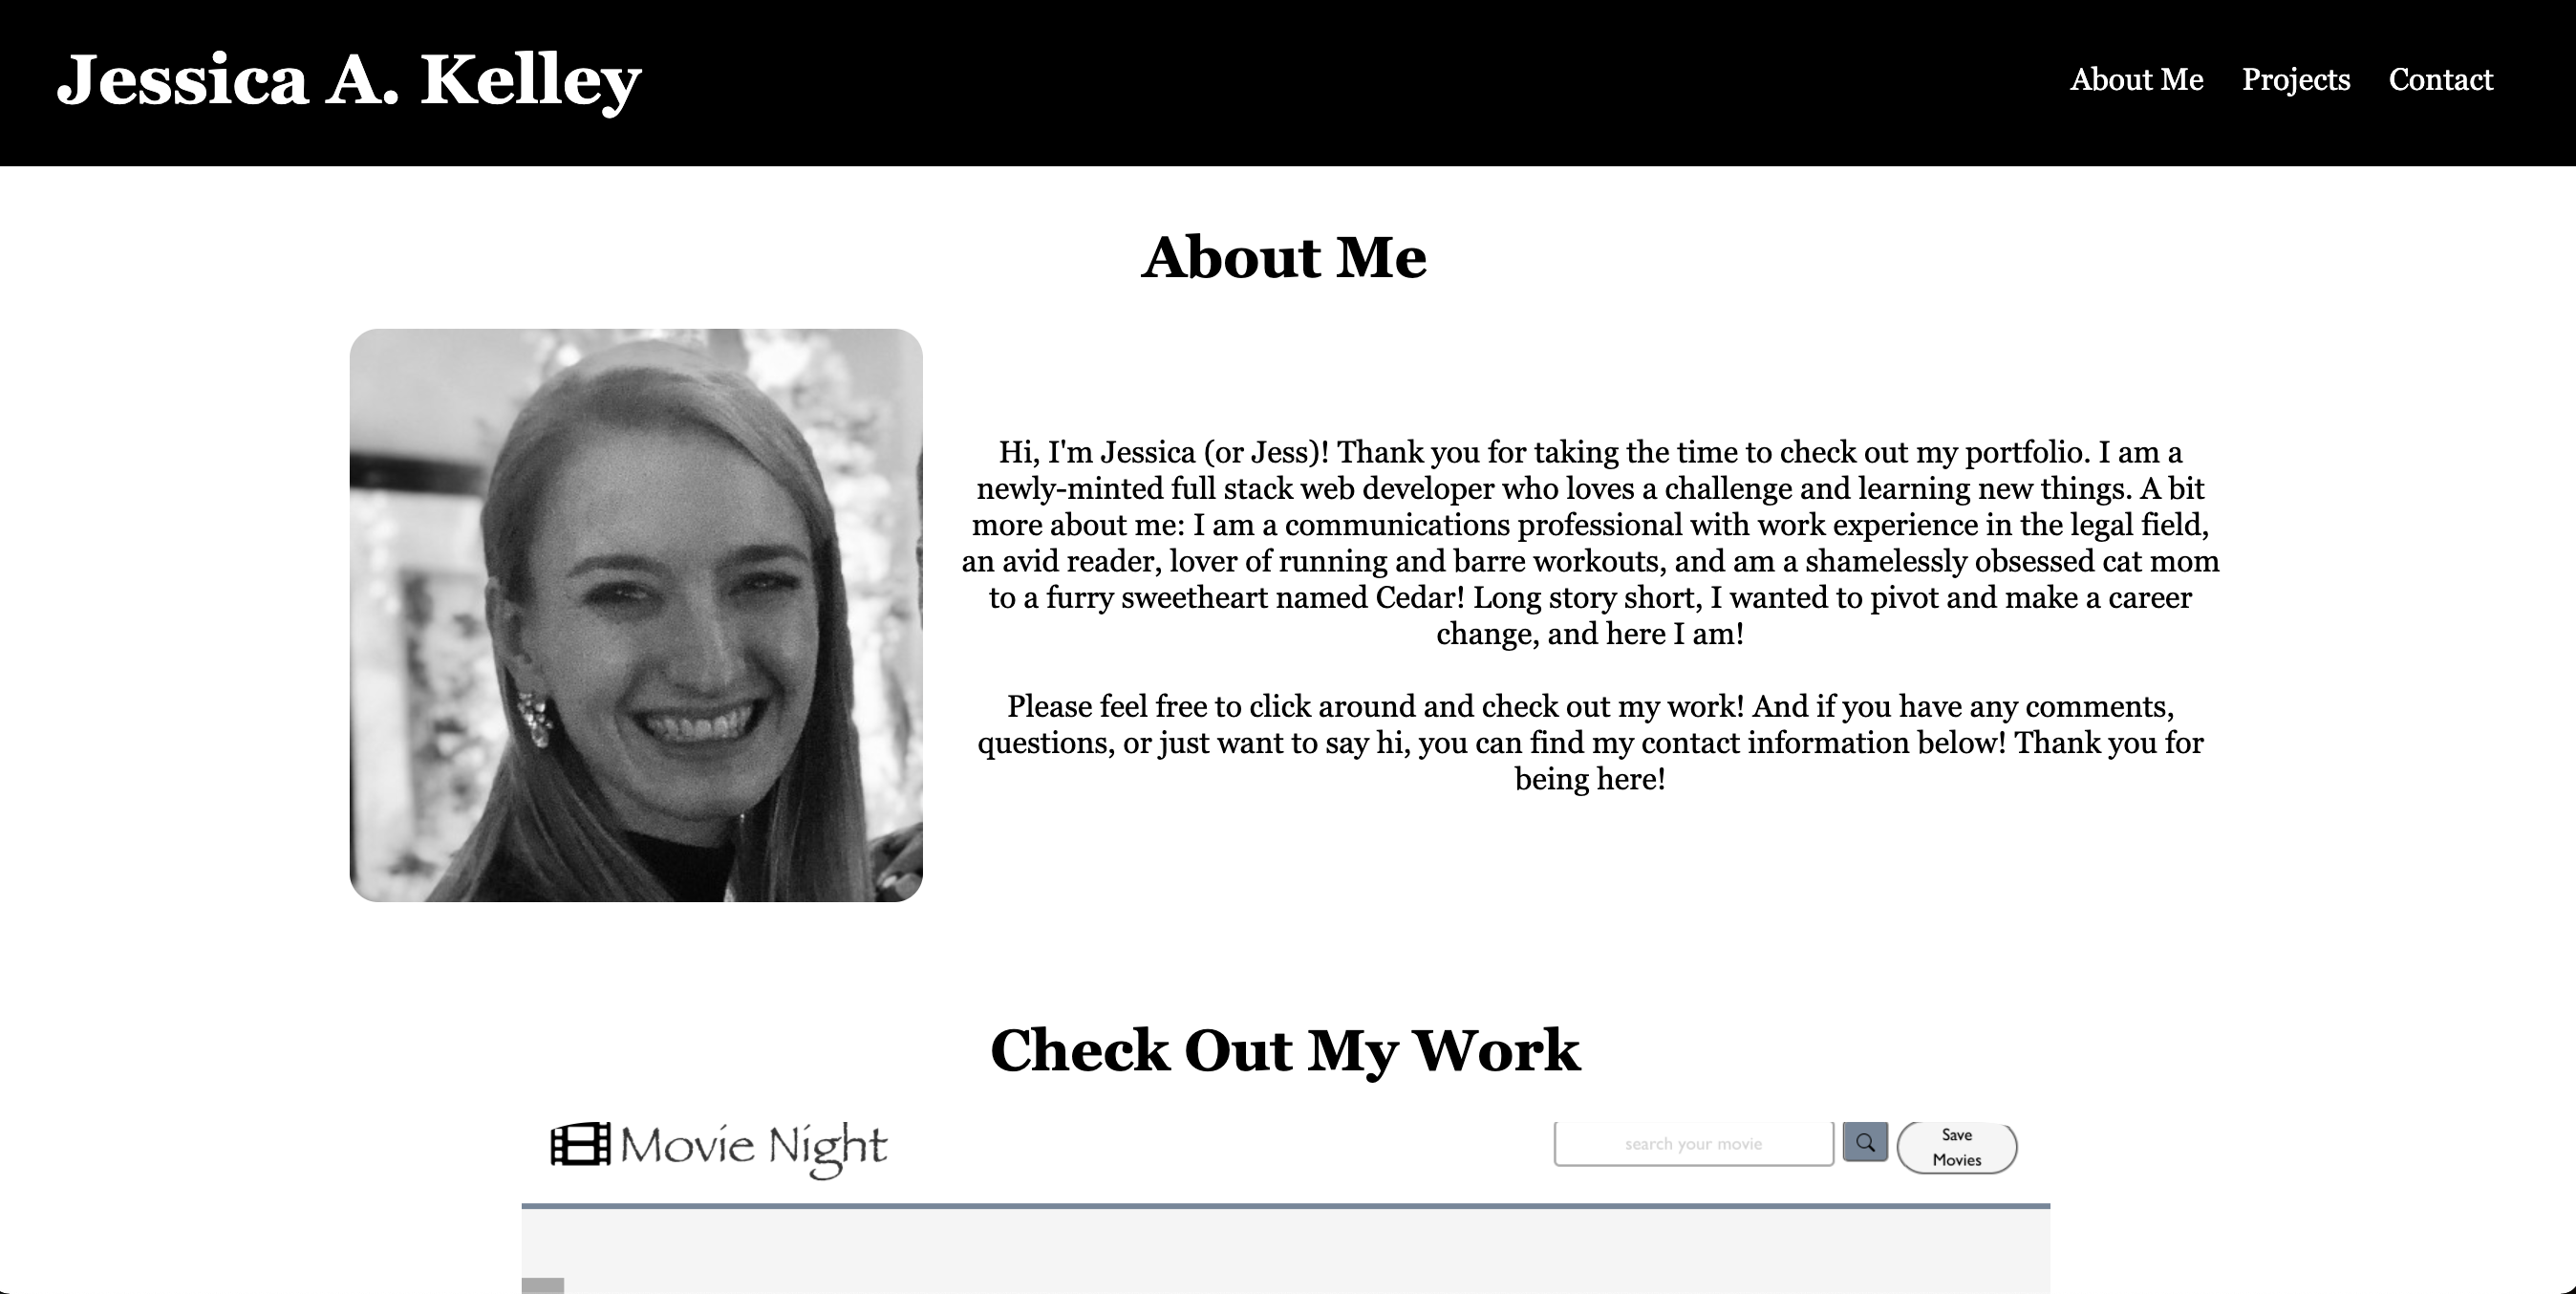 Jessica A. Kelley
About Me
Projects
Contact
About Me
Hi, I'm Jessica (or Jess)! Thank you for taking the time to check out my portfolio. I am a
newly-minted full stack web developer who loves a challenge and learning new things. A bit
more about me: I am a communications professional with work experience in the legal field,
an avid reader, lover of running and barre workouts, and am a shamelessly obsessed cat mom
to a furry sweetheart named Cedar! Long story short, I wanted to pivot and make a career
change, and here I am!
Please feel free to click around and check out my work! And if you have any comments,
questions, or just want to say hi, you can find my contact information below! Thank you for
being here!
Check Out My Work
Movie Night
search your movie
Save
Movies